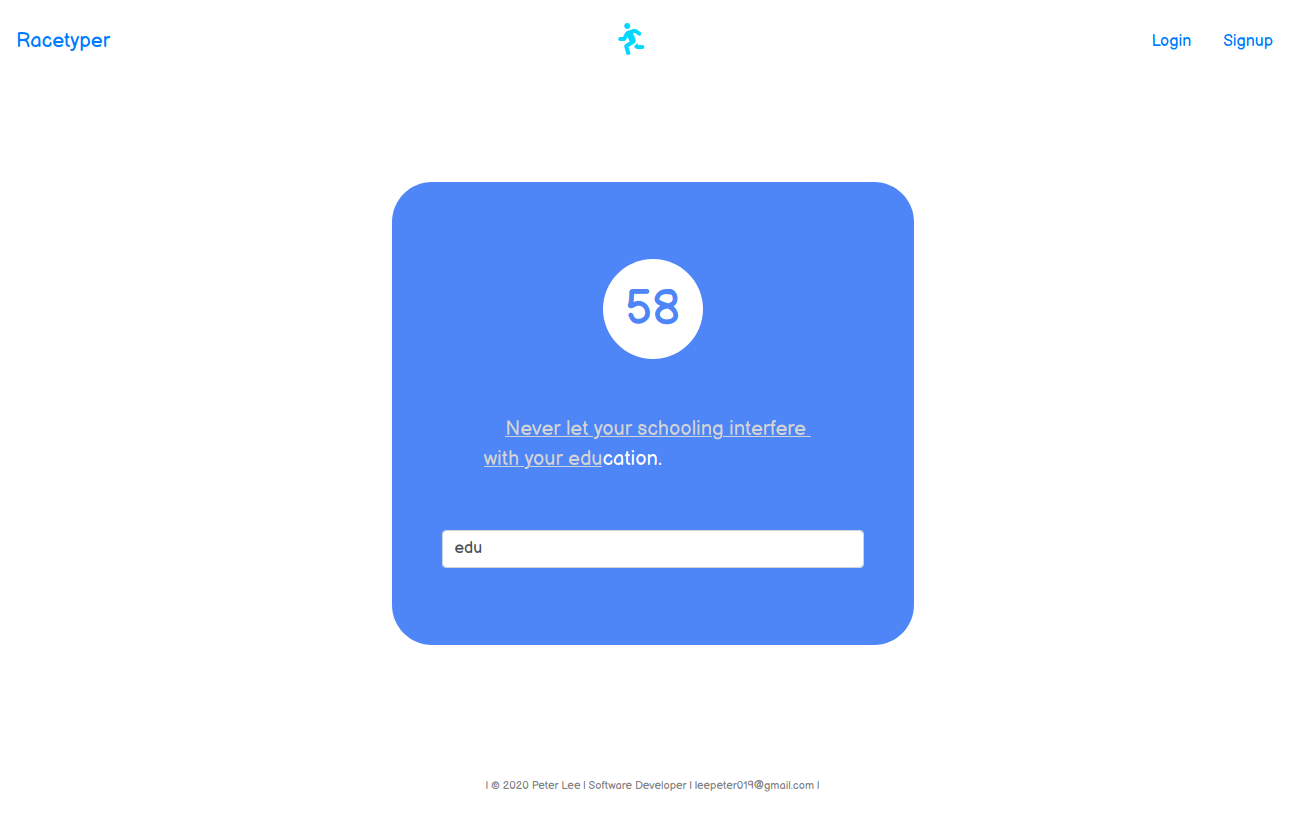 Racetyper
Login
Signup
58
Never let your schooling interfere
with your education.
edu
| © 2020 Peter Lee | Software Developer | leepeter019@gmail.com |